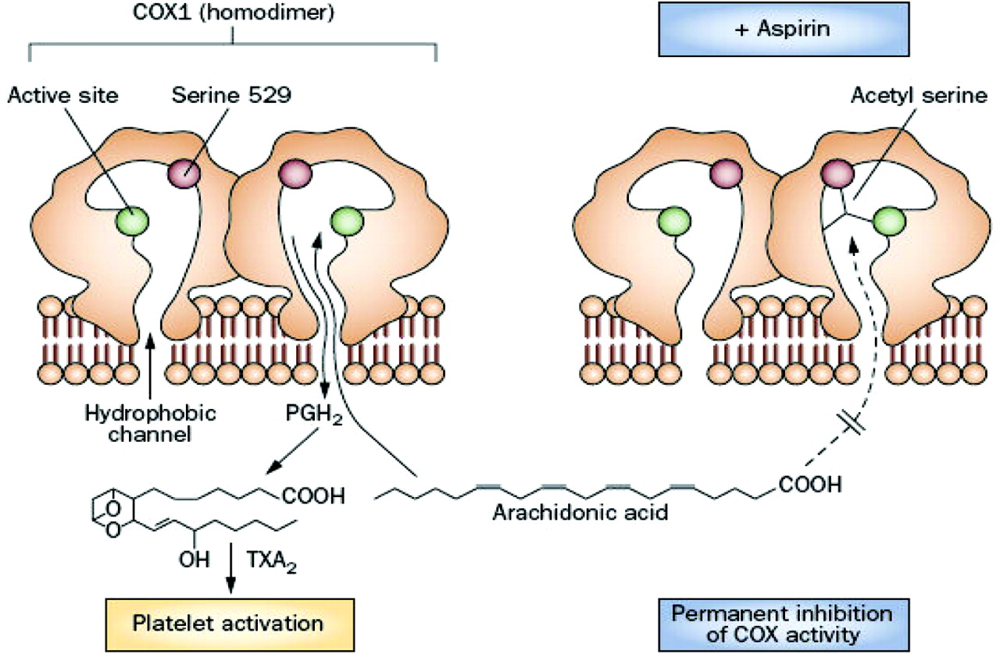 COX1 (homodimer)
+ Aspirin
Active site
Serine 529
Acetyl serine
Hydrophobic
channel
PGH₂
COOH
O
O
OH
TXA₂
COOH
Arachidonic acid
Platelet activation
Permanent inhibition
of COX activity